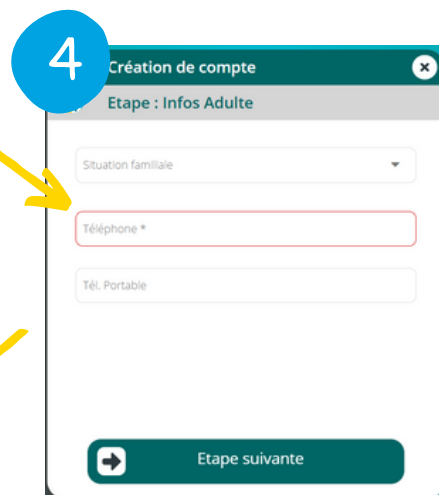 4
Création de compte
Etape : Infos Adulte
Situation familiale
Téléphone *
Tél. Portable
Etape suivante